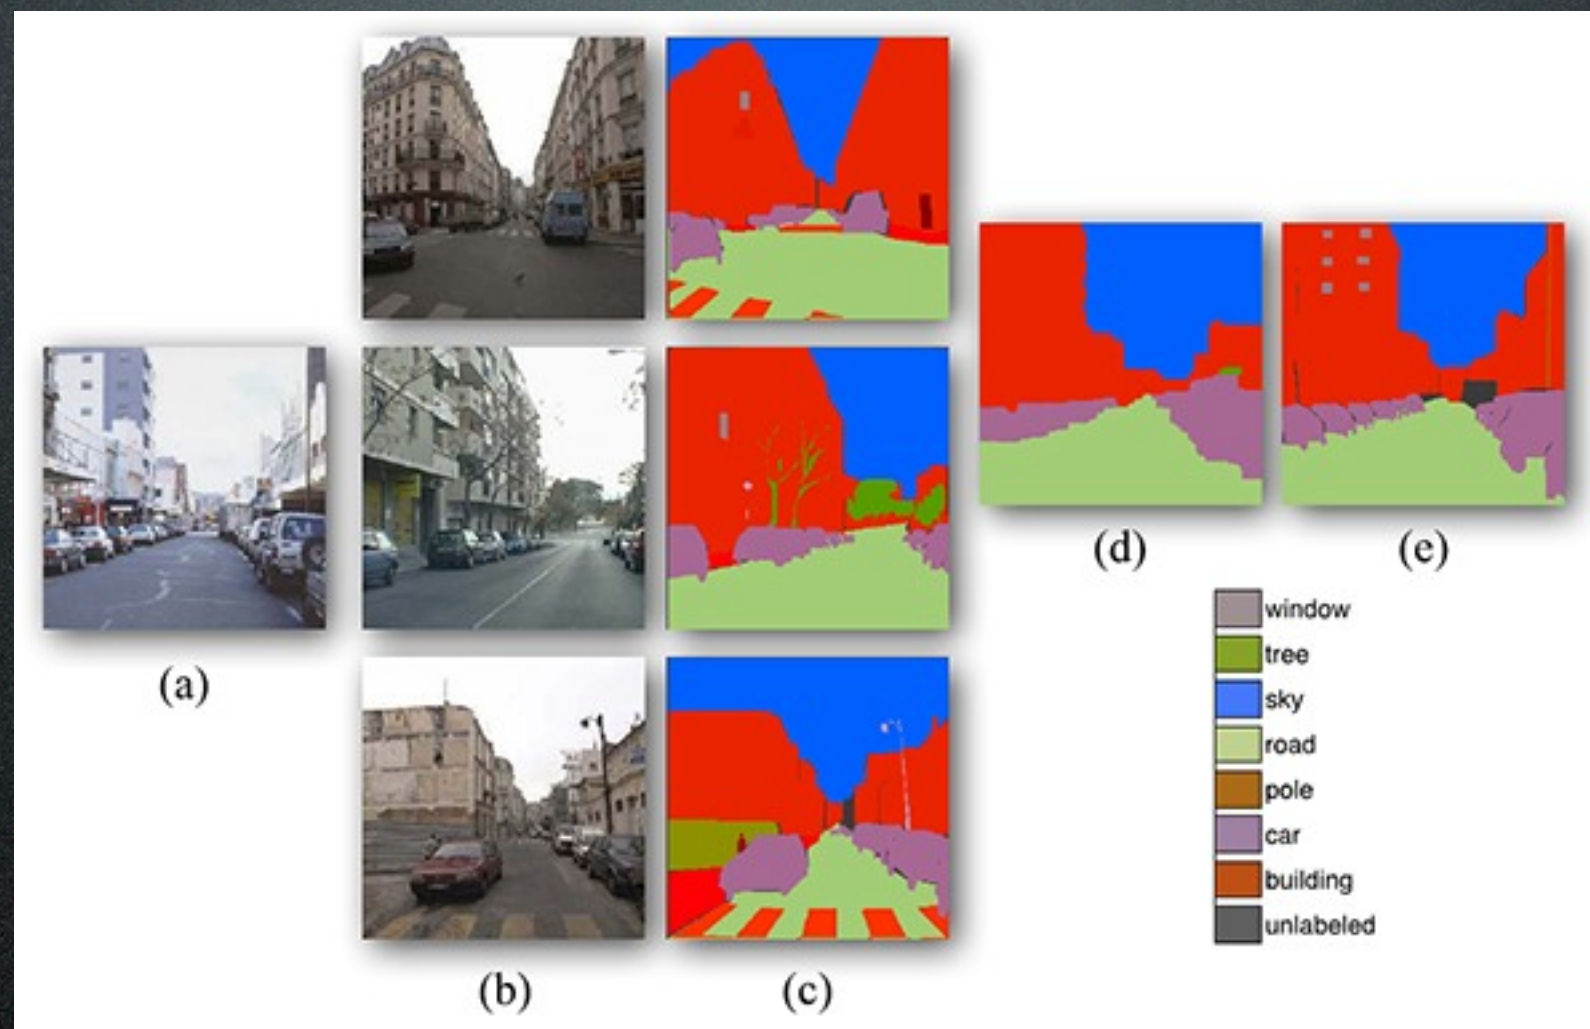 (a)
(b)
(c)
(d)
(e)
window
tree
sky
road
pole
car
building
unlabeled